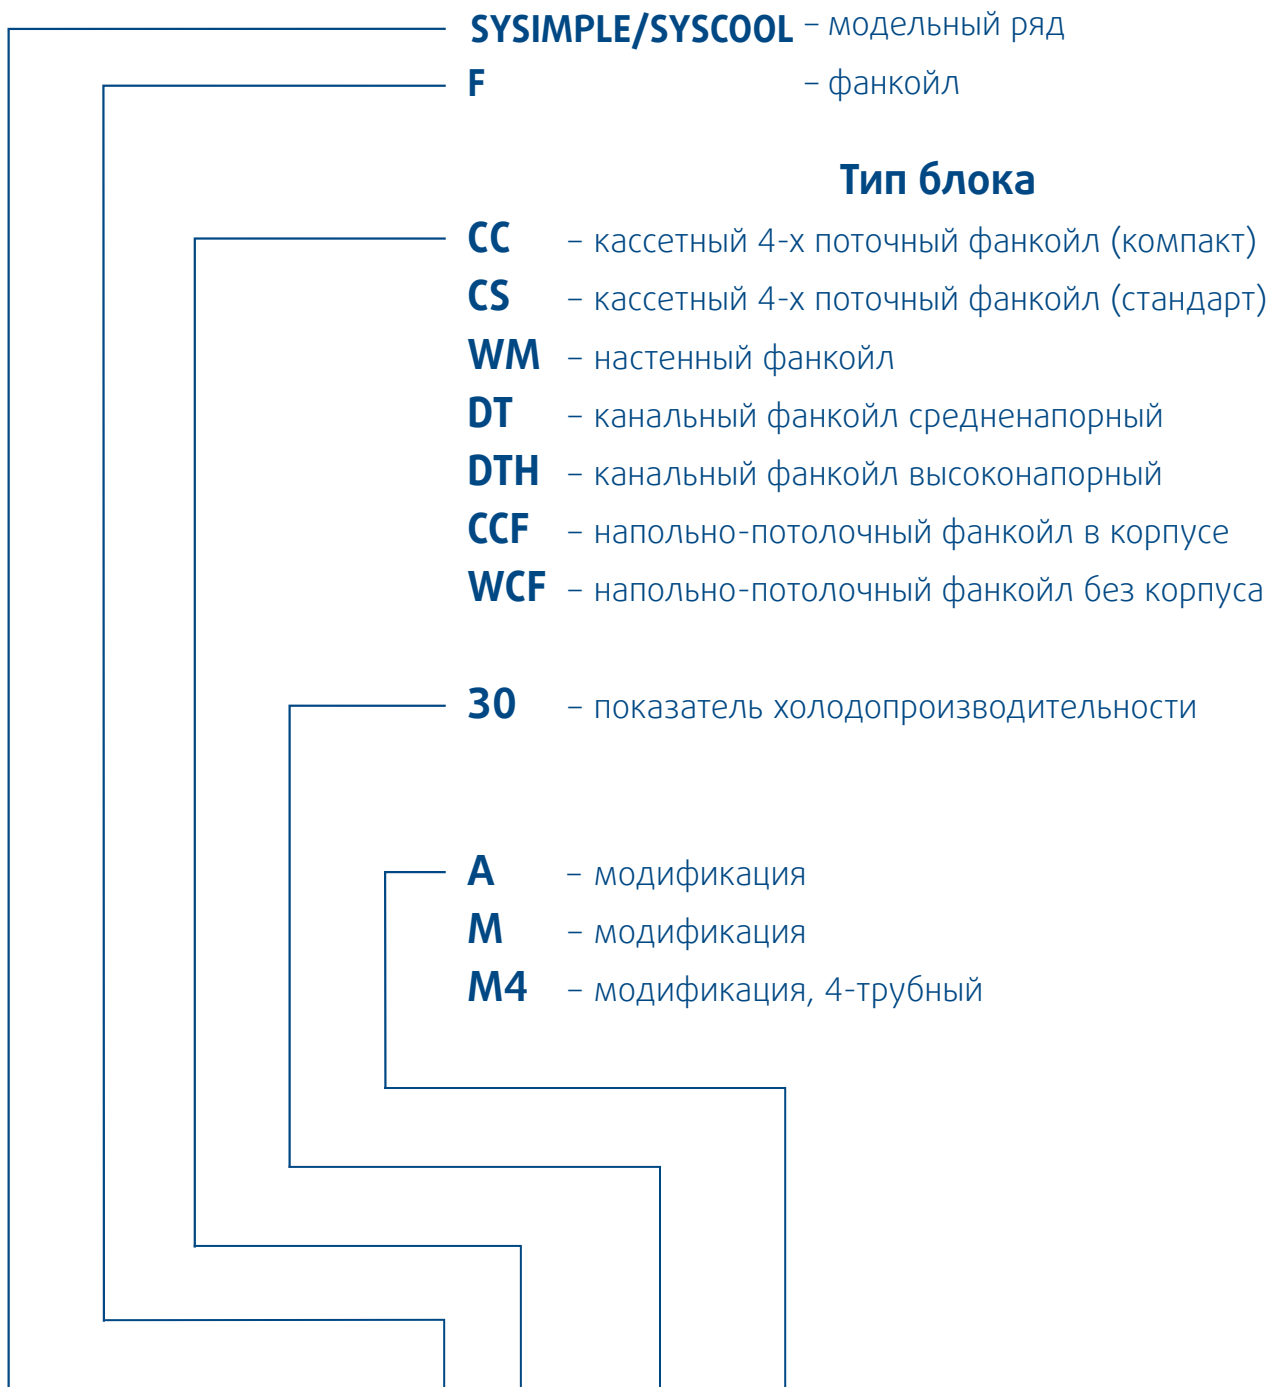 SYSIMPLE/SYSCOOL – модельный ряд
F – фанкойл
Тип блока
CC – кассетный 4-х поточный фанкойл (компакт)
CS – кассетный 4-х поточный фанкойл (стандарт)
WM – настенный фанкойл
DT – канальный фанкойл средненапорный
DTH – канальный фанкойл высоконапорный
CCF – напольно-потолочный фанкойл в корпусе
WCF – напольно-потолочный фанкойл без корпуса
30 – показатель холодопроизводительности
A – модификация
M – модификация
M4 – модификация, 4-трубный